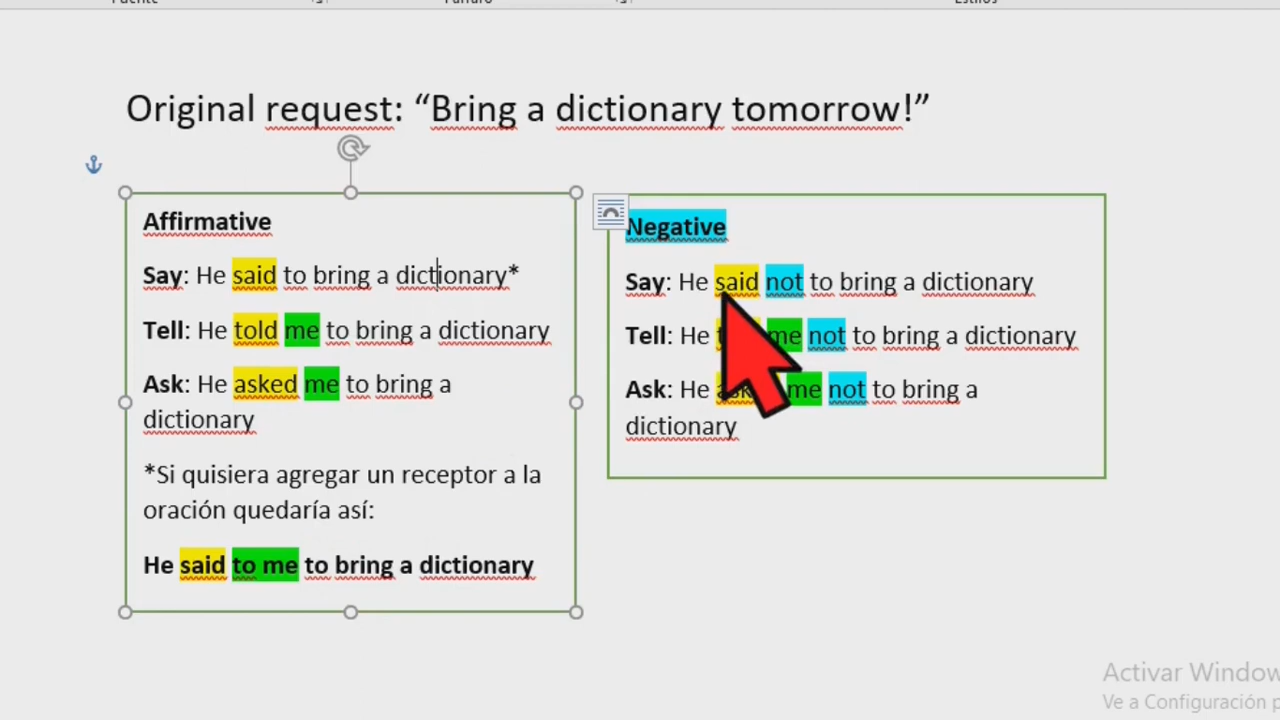 Original request: “Bring a dictionary tomorrow!”
Affirmative
Say: He said to bring a dictionary*
Tell: He told me to bring a dictionary
Ask: He asked me to bring a
dictionary
*Si quisiera agregar un receptor a la
oración quedaría así:
He said to me to bring a dictionary
Negative
Say: He said not to bring a dictionary
Tell: He me not to bring a dictionary
Ask: He me not to bring a
dictionary
Activar Window
Ve a Configuración p